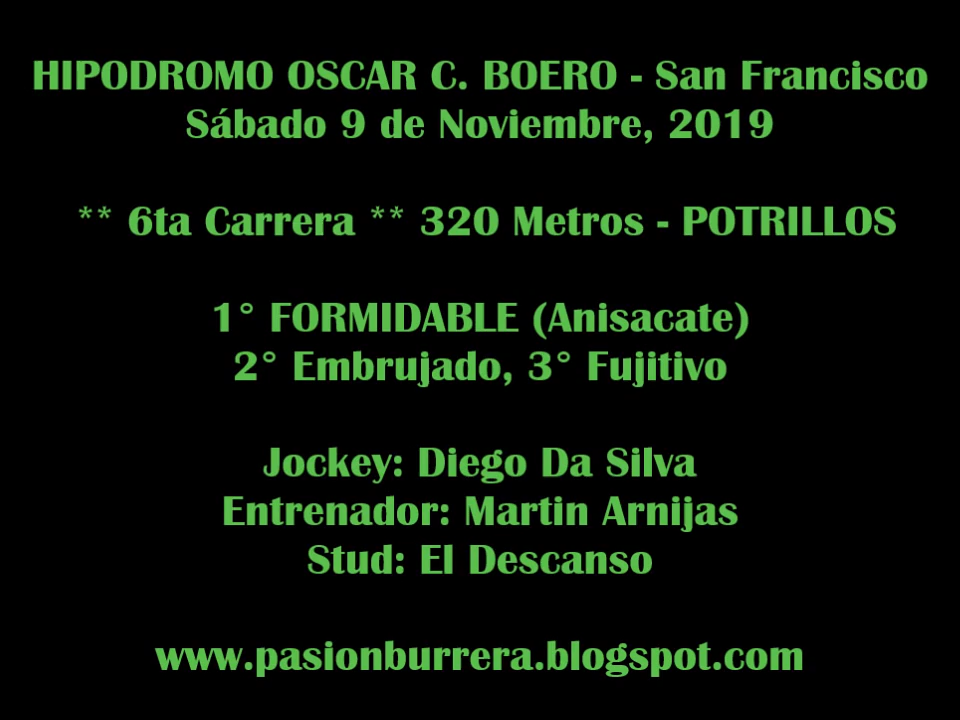 HIPODROMO OSCAR C. BOERO - San Francisco
Sábado 9 de Noviembre, 2019
** 6ta Carrera ** 320 Metros - POTRILLOS
1° FORMIDABLE (Anisacate)
2° Embrujado, 3° Fujitivo
Jockey: Diego Da Silva
Entrenador: Martin Arnijas
Stud: El Descanso
www.pasionburrera.blogspot.com